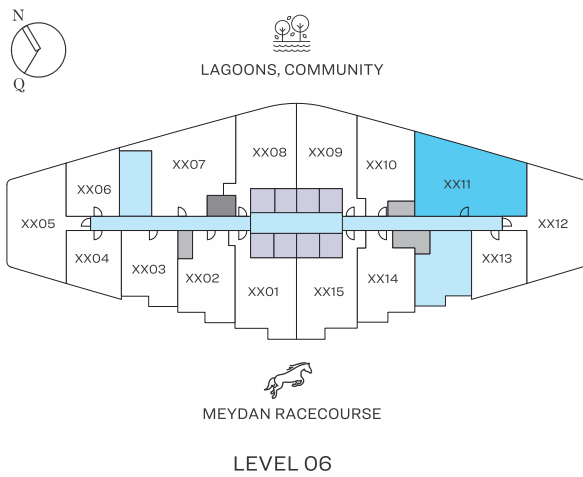 N
Q
LAGOONS, COMMUNITY
XX08
XX09
XX07
XX10
XX06
XX11
XX05
XX12
XX04
XX03
XX02
XX01
XX15
XX14
XX13
MEYDAN RACECOURSE
LEVEL 06